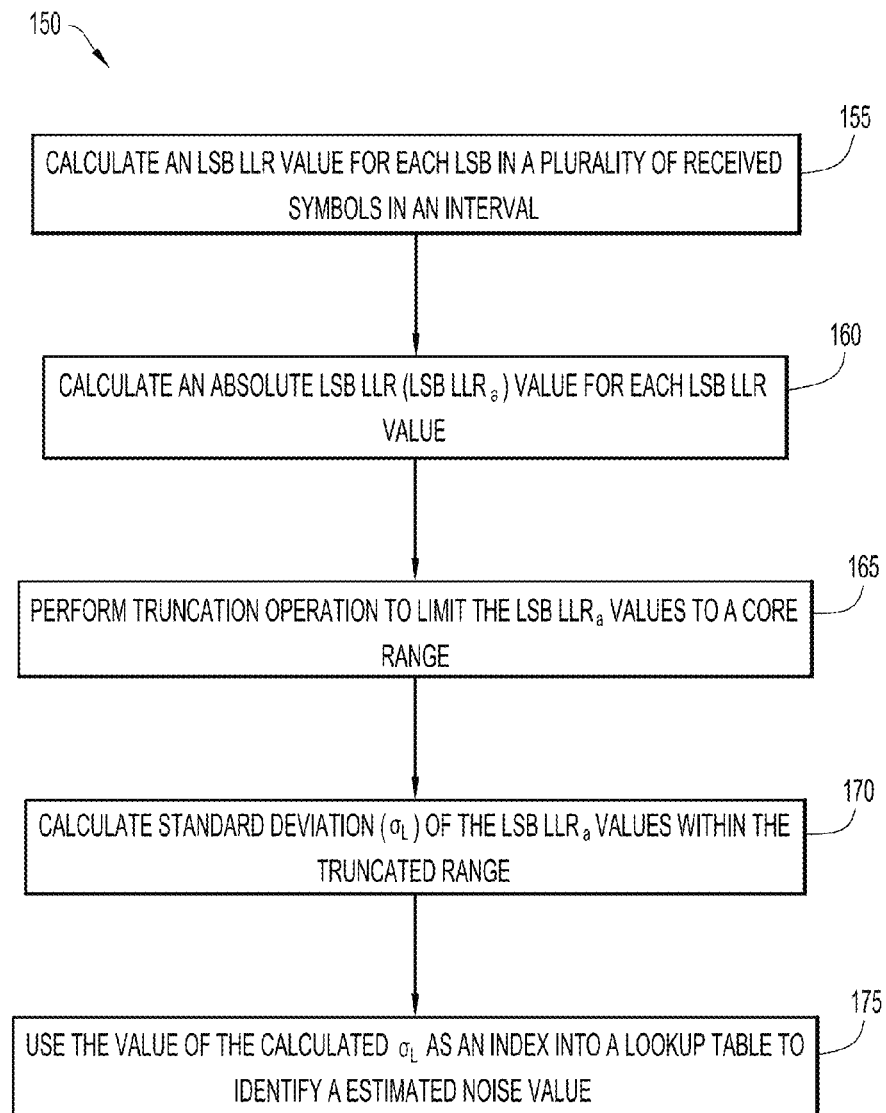 150
155
CALCULATE AN LSB LLR VALUE FOR EACH LSB IN A PLURALITY OF RECEIVED
SYMBOLS IN AN INTERVAL
160
CALCULATE AN ABSOLUTE LSB LLR (LSB LLRₐ) VALUE FOR EACH LSB LLR
VALUE
165
PERFORM TRUNCATION OPERATION TO LIMIT THE LSB LLRₐ VALUES TO A CORE
RANGE
170
CALCULATE STANDARD DEVIATION (σL) OF THE LSB LLRₐ VALUES WITHIN THE
TRUNCATED RANGE
175
USE THE VALUE OF THE CALCULATED σL AS AN INDEX INTO A LOOKUP TABLE TO
IDENTIFY A ESTIMATED NOISE VALUE